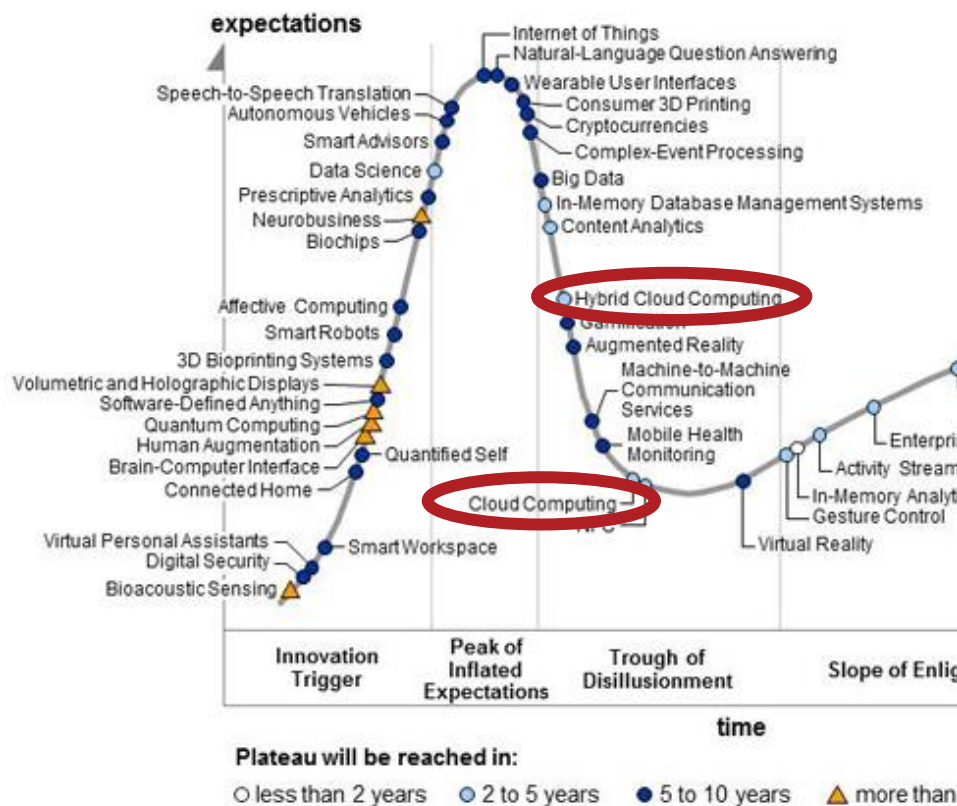 expectations
Internet of Things
Natural-Language Question Answering
Wearable User Interfaces
Speech-to-Speech Translation
Consumer 3D Printing
Autonomous Vehicles
Cryptocurrencies
Smart Advisors
Complex-Event Processing
Data Science
Big Data
Prescriptive Analytics
In-Memory Database Management Systems
Neurobusiness
Content Analytics
Biochips
Hybrid Cloud Computing
Affective Computing
Gamification
Smart Robots
Augmented Reality
3D Bioprinting Systems
Machine-to-Machine
Communication
Services
Volumetric and Holographic Displays
Software-Defined Anything
Quantum Computing
Mobile Health
Monitoring
Human Augmentation
Brain-Computer Interface
Quantified Self
Connected Home
Enterpri
Activity Stream
In-Memory Analyt
Gesture Control
Cloud Computing
NFC
Virtual Reality
Virtual Personal Assistants
Smart Workspace
Digital Security
Bioacoustic Sensing
Innovation
Trigger
Peak of
Inflated
Expectations
Trough of
Disillusionment
Slope of Enlig
time
Plateau will be reached in:
less than 2 years 2 to 5 years 5 to 10 years more than